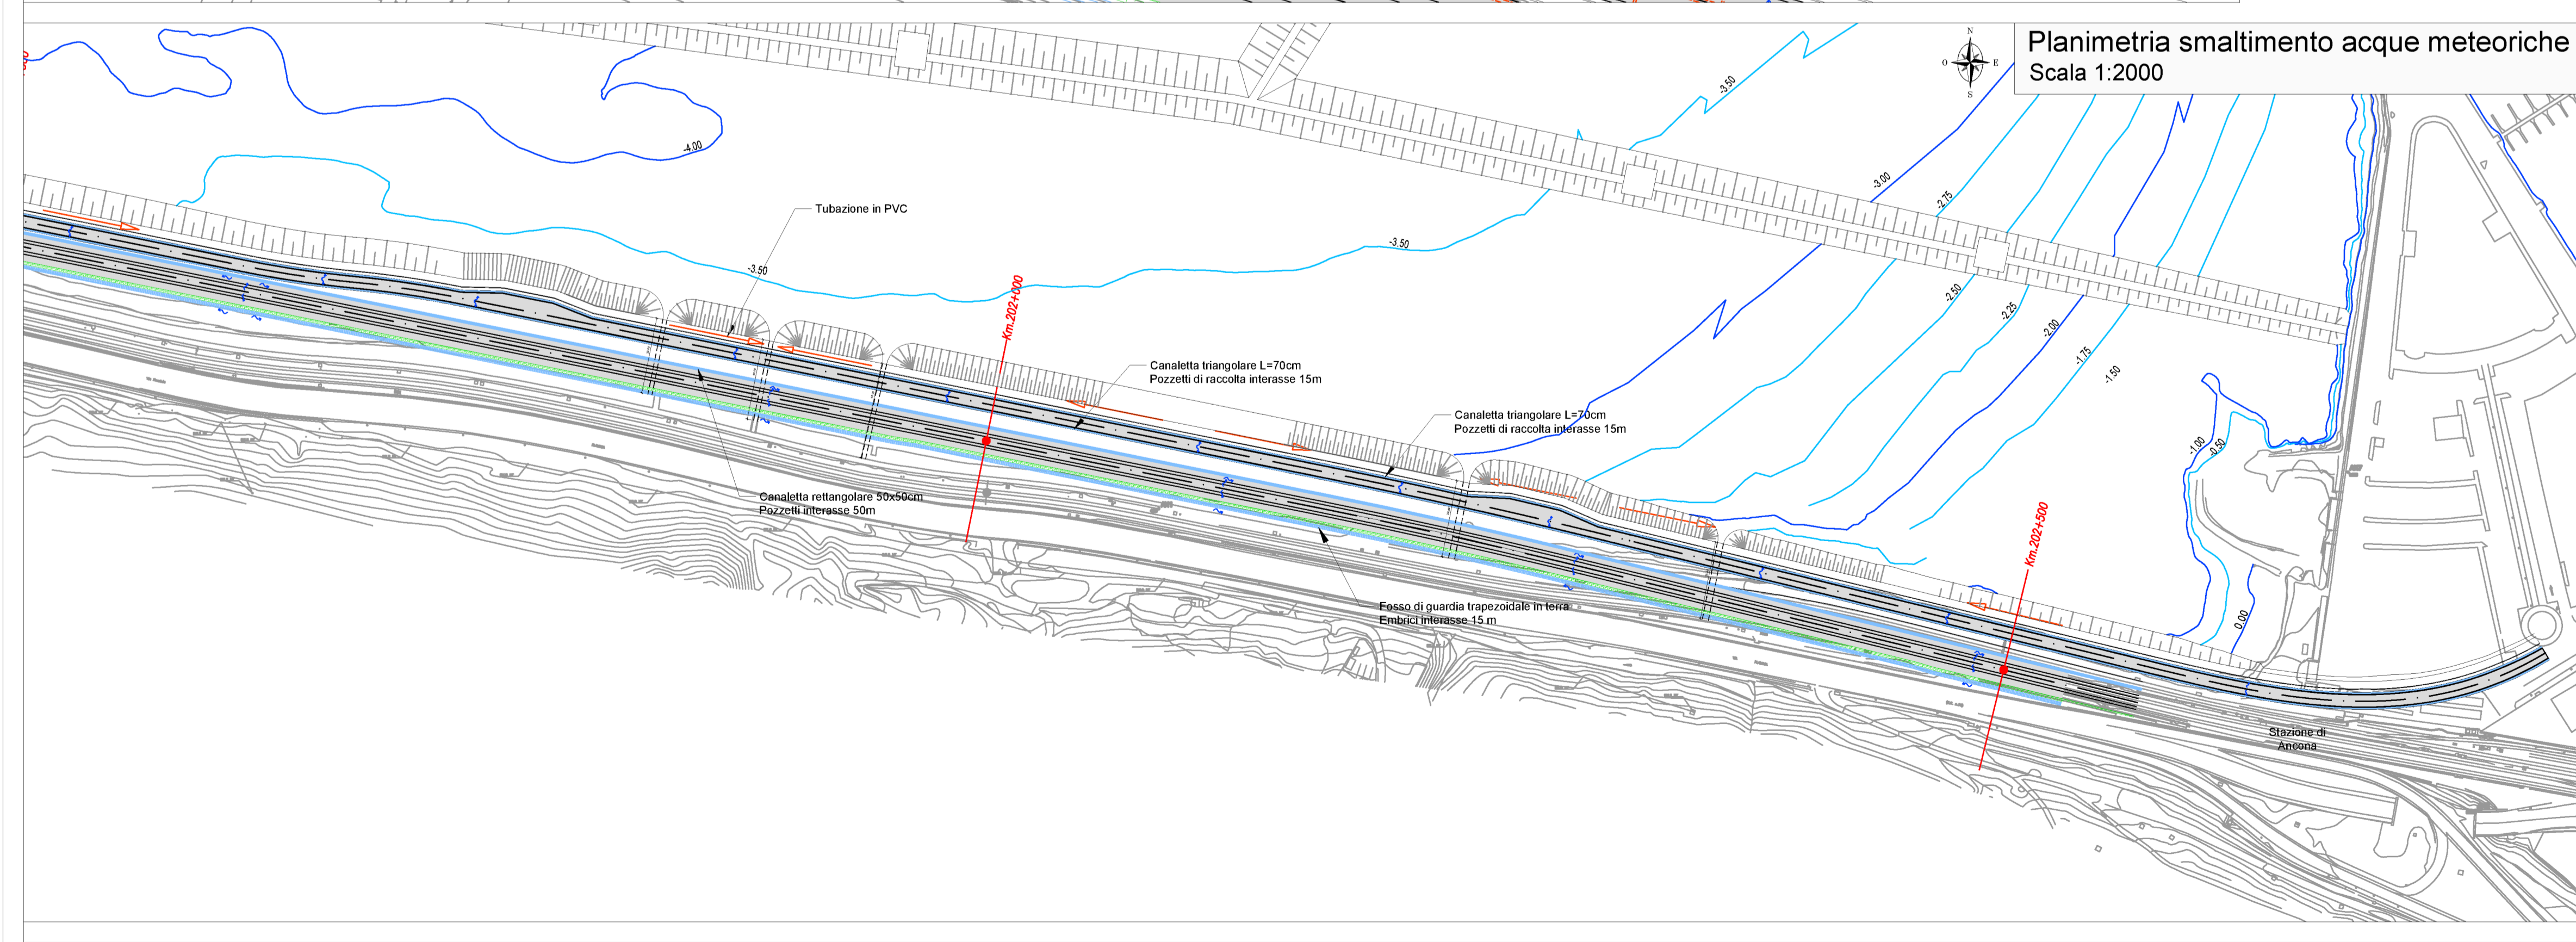 Planimetria smaltimento acque meteoriche
Scala 1:2000
N
O
E
S
-3.50
-4.00
-3.00
-2.75
Tubazione in PVC
-3.50
-3.50
Km.202+000
-2.50
-2.25
-2.00
-1.75
-1.50
Canaletta triangolare L=70cm
Pozzetti di raccolta interasse 15m
Canaletta triangolare L=70cm
Pozzetti di raccolta interasse 15m
-1.00
-0.50
Canaletta rettangolare 50x50cm
Pozzetti interasse 50m
Km.202+500
Fosso di guardia trapezoidale in terra
Embrici interasse 15 m
0.00
Stazione di
Ancona